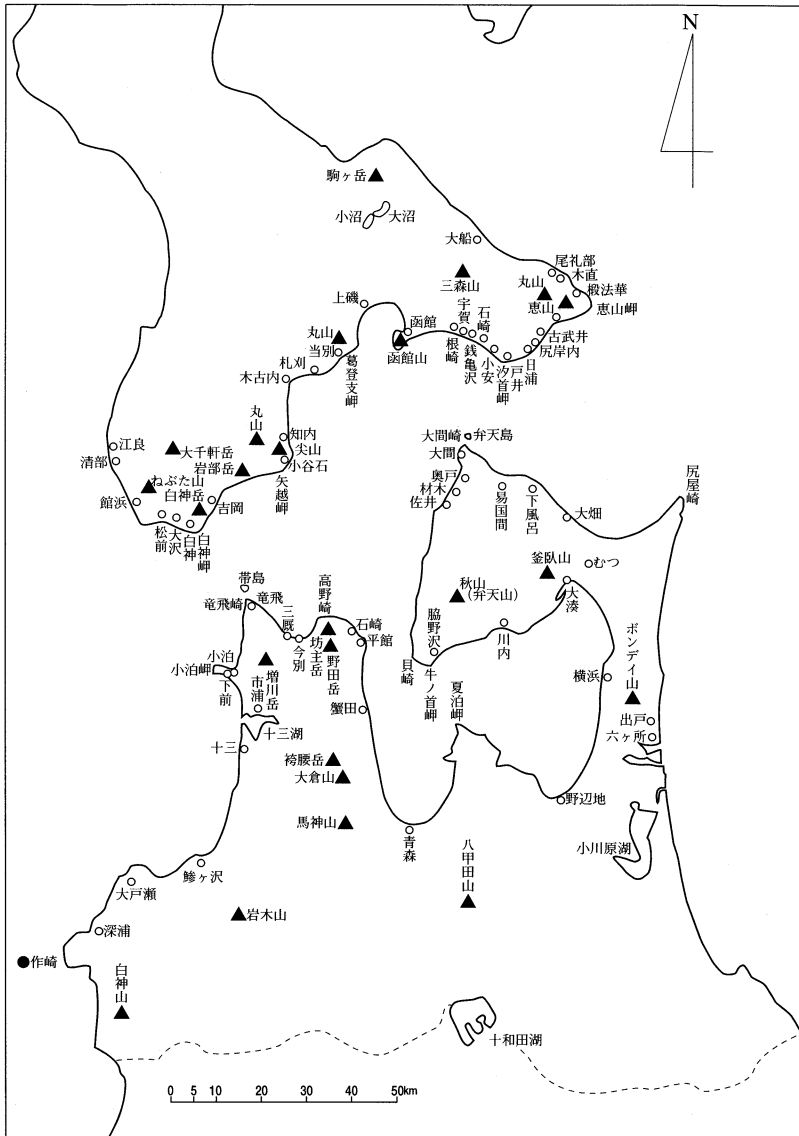 N
駒ヶ岳
小沼
大沼
大船
三森山
尾札部
木直
椴法華
丸山
恵山
恵山岬
上磯
宇賀
石崎
函館
丸山
当別
函館山
根崎
銭亀沢
小安
汐首岬
戸井
日浦
尻岸内
古武井
葛登支岬
札刈
木古内
丸山
知内
尖山
小谷石
大千軒岳
岩部岳
江良
清部
ねぶた山
白神岳
館浜
吉岡
矢越岬
松前
大沢
白神
白神岬
大間崎
弁天島
大間
奥戸
材木
佐井
易国間
下風呂
大畑
尻屋崎
釜臥山
むつ
秋山
(弁天山)
大湊
脇野沢
川内
貝崎
牛ノ首岬
夏泊岬
横浜
ボンデイ山
出戸
六ヶ所
帯島
竜飛崎
竜飛
三厩
今別
高野崎
石崎
平館
坊主岳
野田岳
小泊
小泊岬
下前
市浦
増川岳
蟹田
十三湖
十三
袴腰岳
大倉山
馬神山
青森
野辺地
小川原湖
八甲田山
鰺ヶ沢
大戸瀬
岩木山
深浦
作崎
白神山
十和田湖
0 5 10 20 30 40 50km